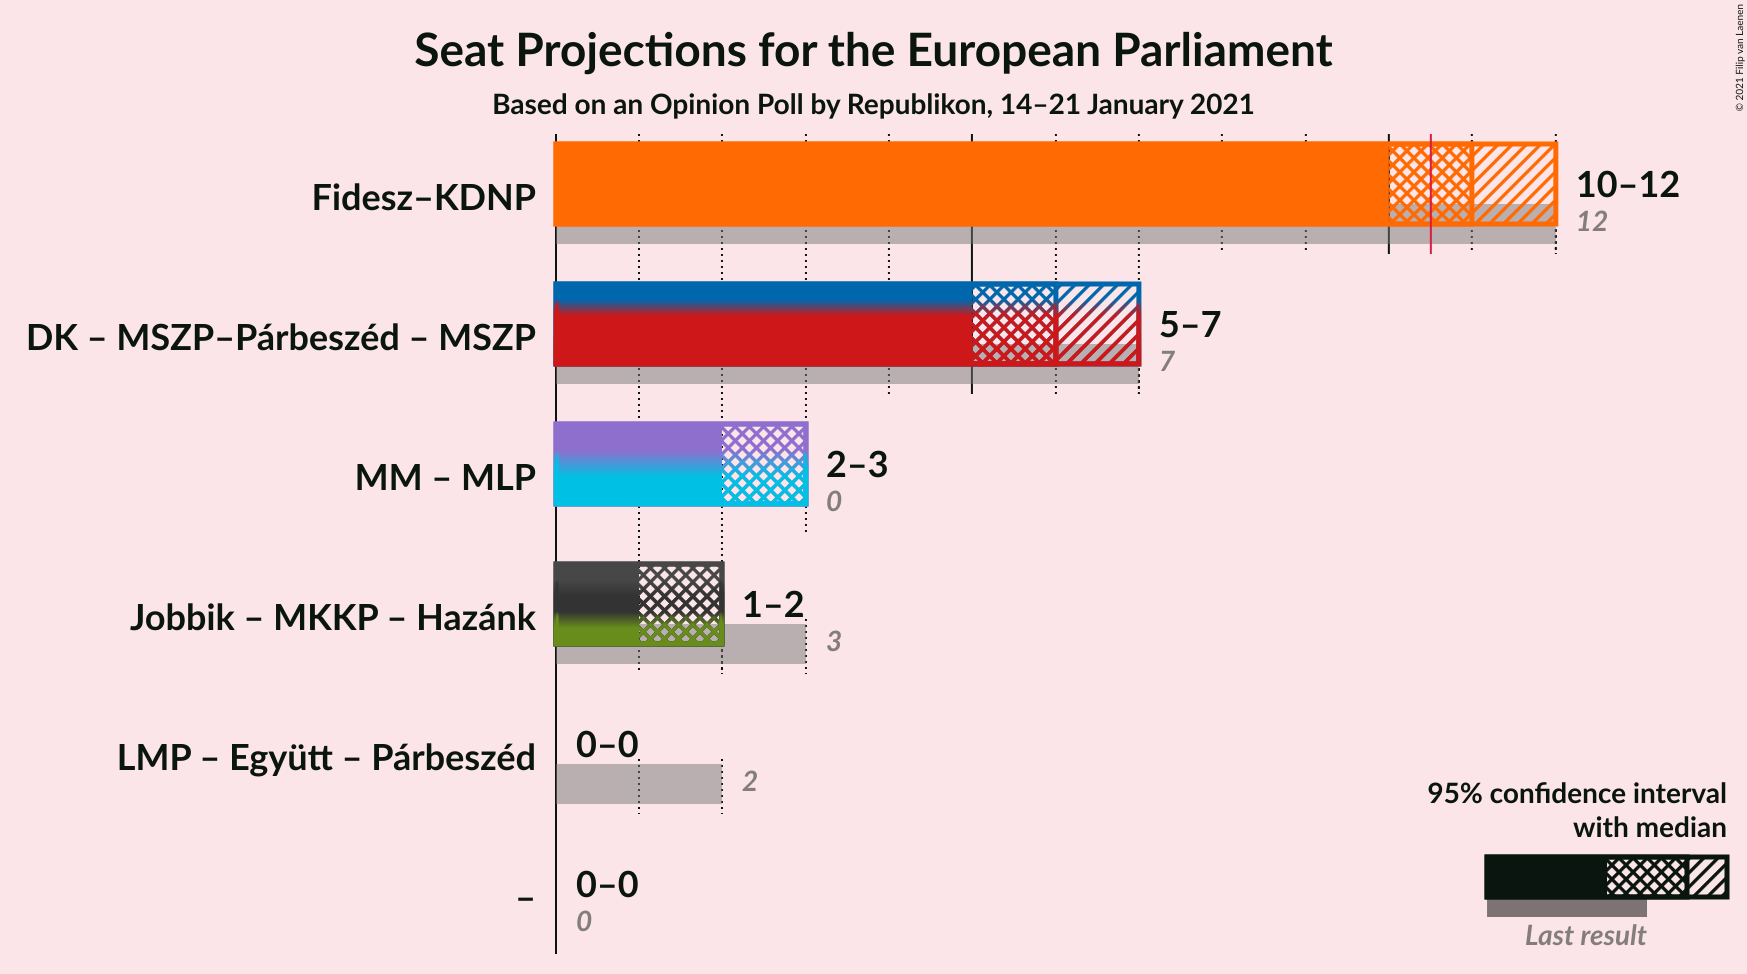 Seat Projections for the European Parliament
Based on an Opinion Poll by Republikon, 14–21 January 2021
© 2021 Filip van Laenen
Fidesz–KDNP
10–12
12
DK – MSZP–Párbeszéd – MSZP
5–7
7
MM – MLP
2–3
0
Jobbik – MKKP – Hazánk
1–2
3
LMP – Együtt – Párbeszéd
0–0
2
–
0–0
0
95% confidence interval
with median
Last result